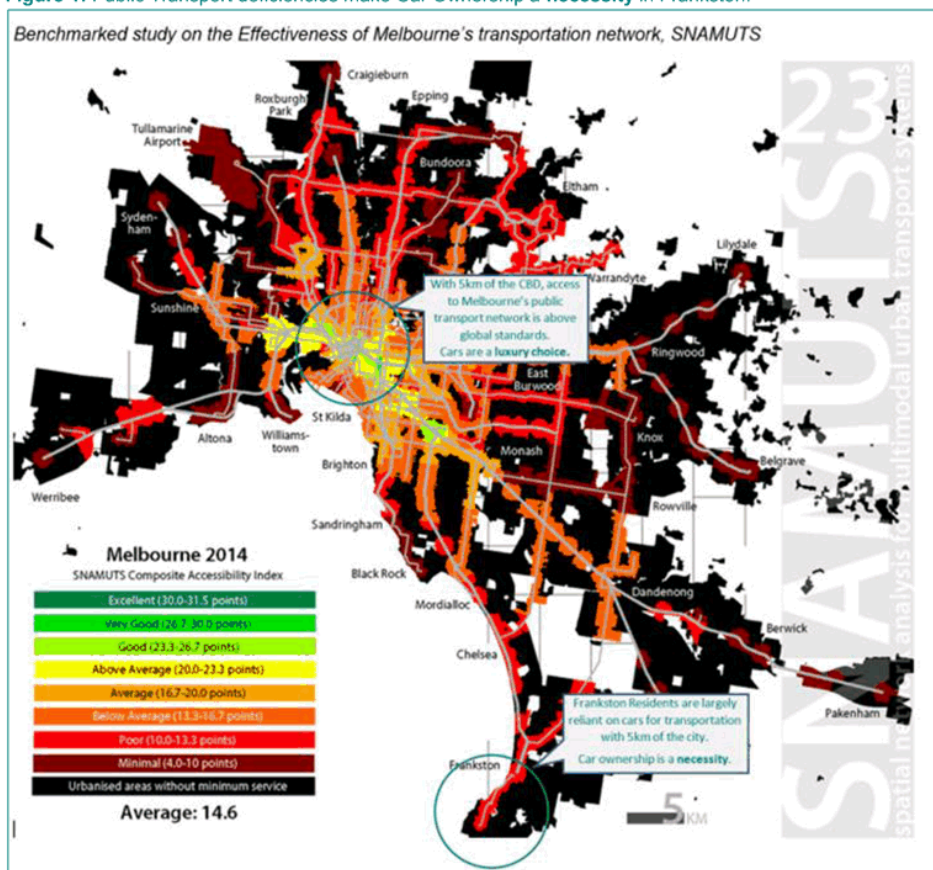 Figure 1: Public Transport deficiencies make Car Ownership a necessity in Frankston.
Benchmarked study on the Effectiveness of Melbourne's transportation network, SNAMUTS
Craigieburn
Roxburgh
Park
Epping
Tullamarine
Airport
Bundoora
Eltham
Syden-
ham
Lilydale
Warrandyte
Sunshine
With 5km of the CBD, access
to Melbourne's public
transport network is above
global standards.
Cars are a luxury choice.
Ringwood
East
Burwood
St Kilda
Altona
Williams-
town
Knox
Monash
Belgrave
Brighton
Werribee
Rowville
Sandringham
Black Rock
Dandenong
Mordialloc
Berwick
Chelsea
Pakenham
Frankston Residents are largely
reliant on cars for transportation
with 5km of the city.
Car ownership is a necessity.
Frankston
5 KM
Melbourne 2014
SNAMUTS Composite Accessibility Index
Excellent (30.0-31.5 points)
Very Good (26.7-30.0 points)
Good (23.3-26.7 points)
Above Average (20.0-23.3 points)
Average (16.7-20.0 points)
Below Average (13.3-16.7 points)
Poor (10.0-13.3 points)
Minimal (4.0-10 points)
Urbanised areas without minimum service
Average: 14.6
SNAMUTS 23
spatial network analysis for multimodal urban transport systems